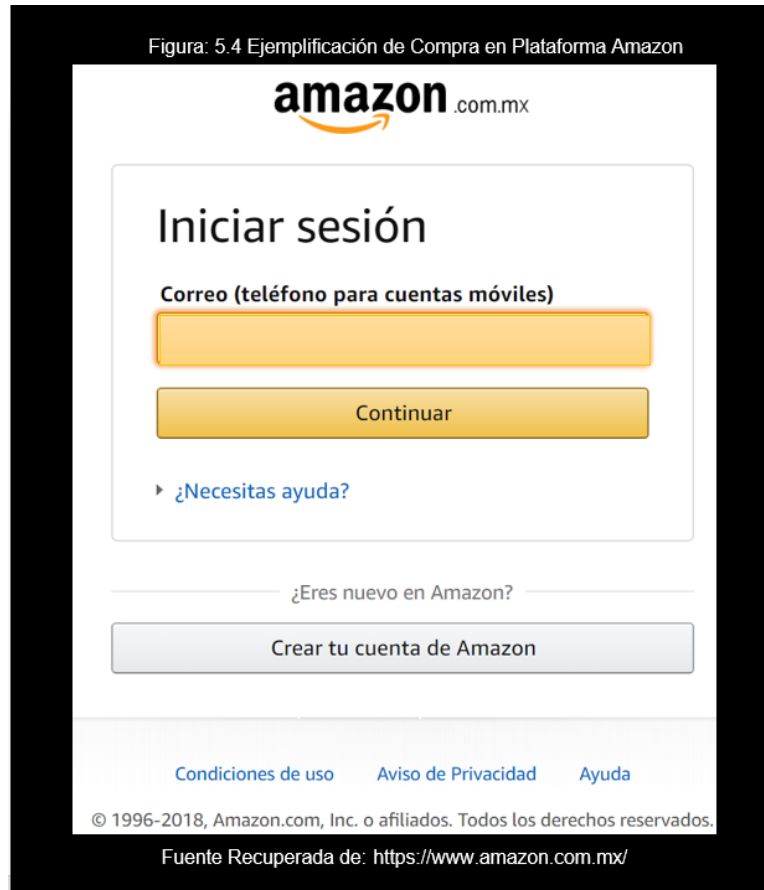 Figura: 5.4 Ejemplificación de Compra en Plataforma Amazon
amazon.com.mx
Iniciar sesión
Correo (teléfono para cuentas móviles)
Continuar
¿Necesitas ayuda?
¿Eres nuevo en Amazon?
Crear tu cuenta de Amazon
Condiciones de uso Aviso de Privacidad Ayuda
© 1996-2018, Amazon.com, Inc. o afiliados. Todos los derechos reservados.
Fuente Recuperada de: https://www.amazon.com.mx/